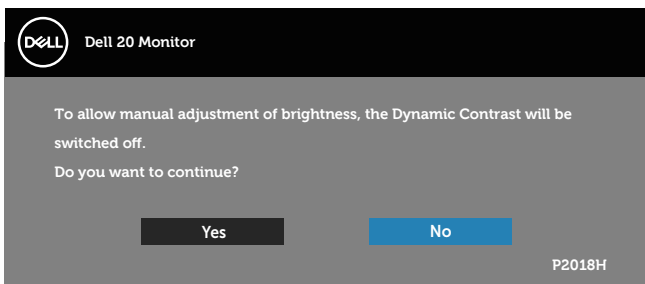 DELL
Dell 20 Monitor
To allow manual adjustment of brightness, the Dynamic Contrast will be
switched off.
Do you want to continue?
Yes No
P2018H